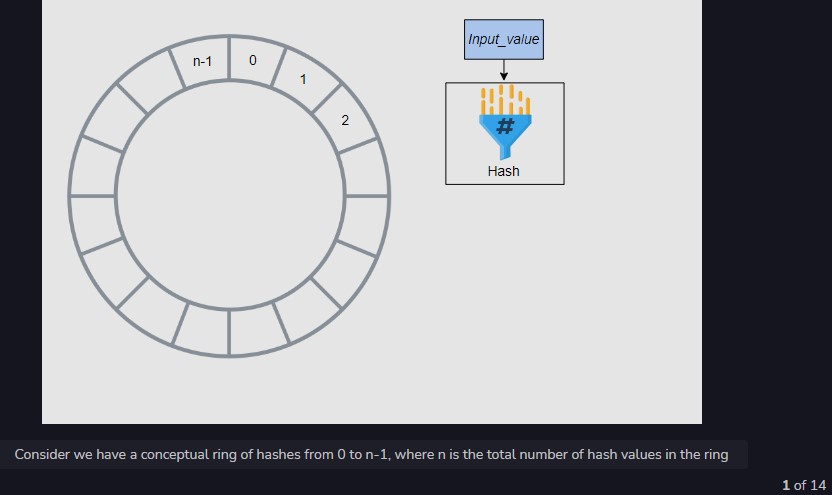 Input_value
n-1 0
1
2
#
Hash
Consider we have a conceptual ring of hashes from 0 to n-1, where n is the total number of hash values in the ring
1 of 14